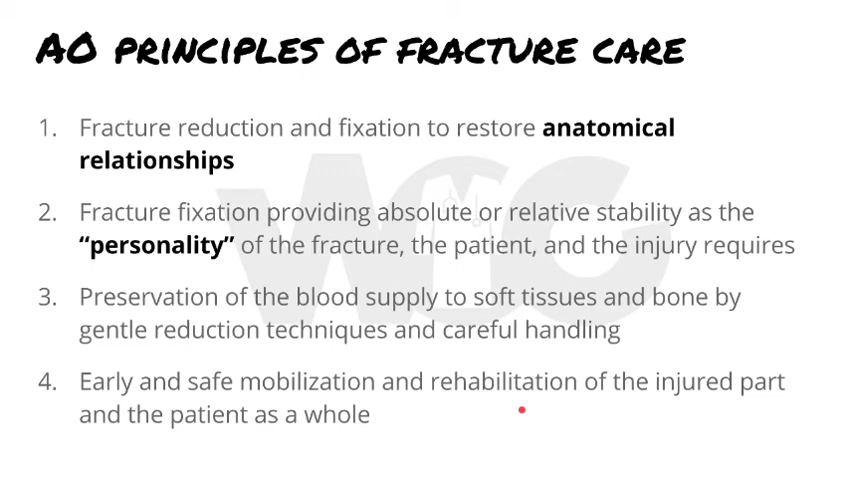 AO PRINCIPLES OF FRACTURE CARE
1. Fracture reduction and fixation to restore anatomical
relationships
2. Fracture fixation providing absolute or relative stability as the
“personality” of the fracture, the patient, and the injury requires
3. Preservation of the blood supply to soft tissues and bone by
gentle reduction techniques and careful handling
4. Early and safe mobilization and rehabilitation of the injured part
and the patient as a whole
WCC